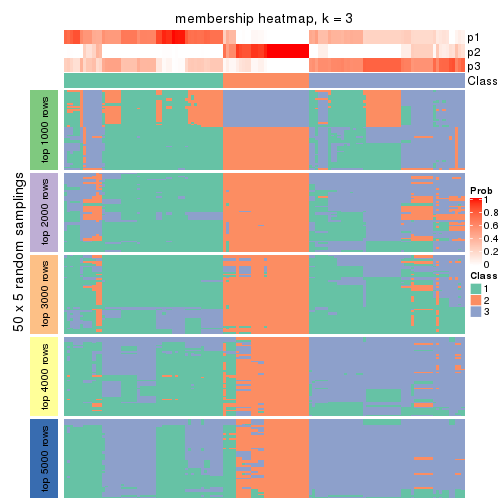 membership heatmap, k = 3
p1
p2
p3
Class
50 x 5 random samplings
top 1000 rows
top 2000 rows
top 3000 rows
top 4000 rows
top 5000 rows
Prob
1
0.8
0.6
0.4
0.2
0
Class
1
2
3